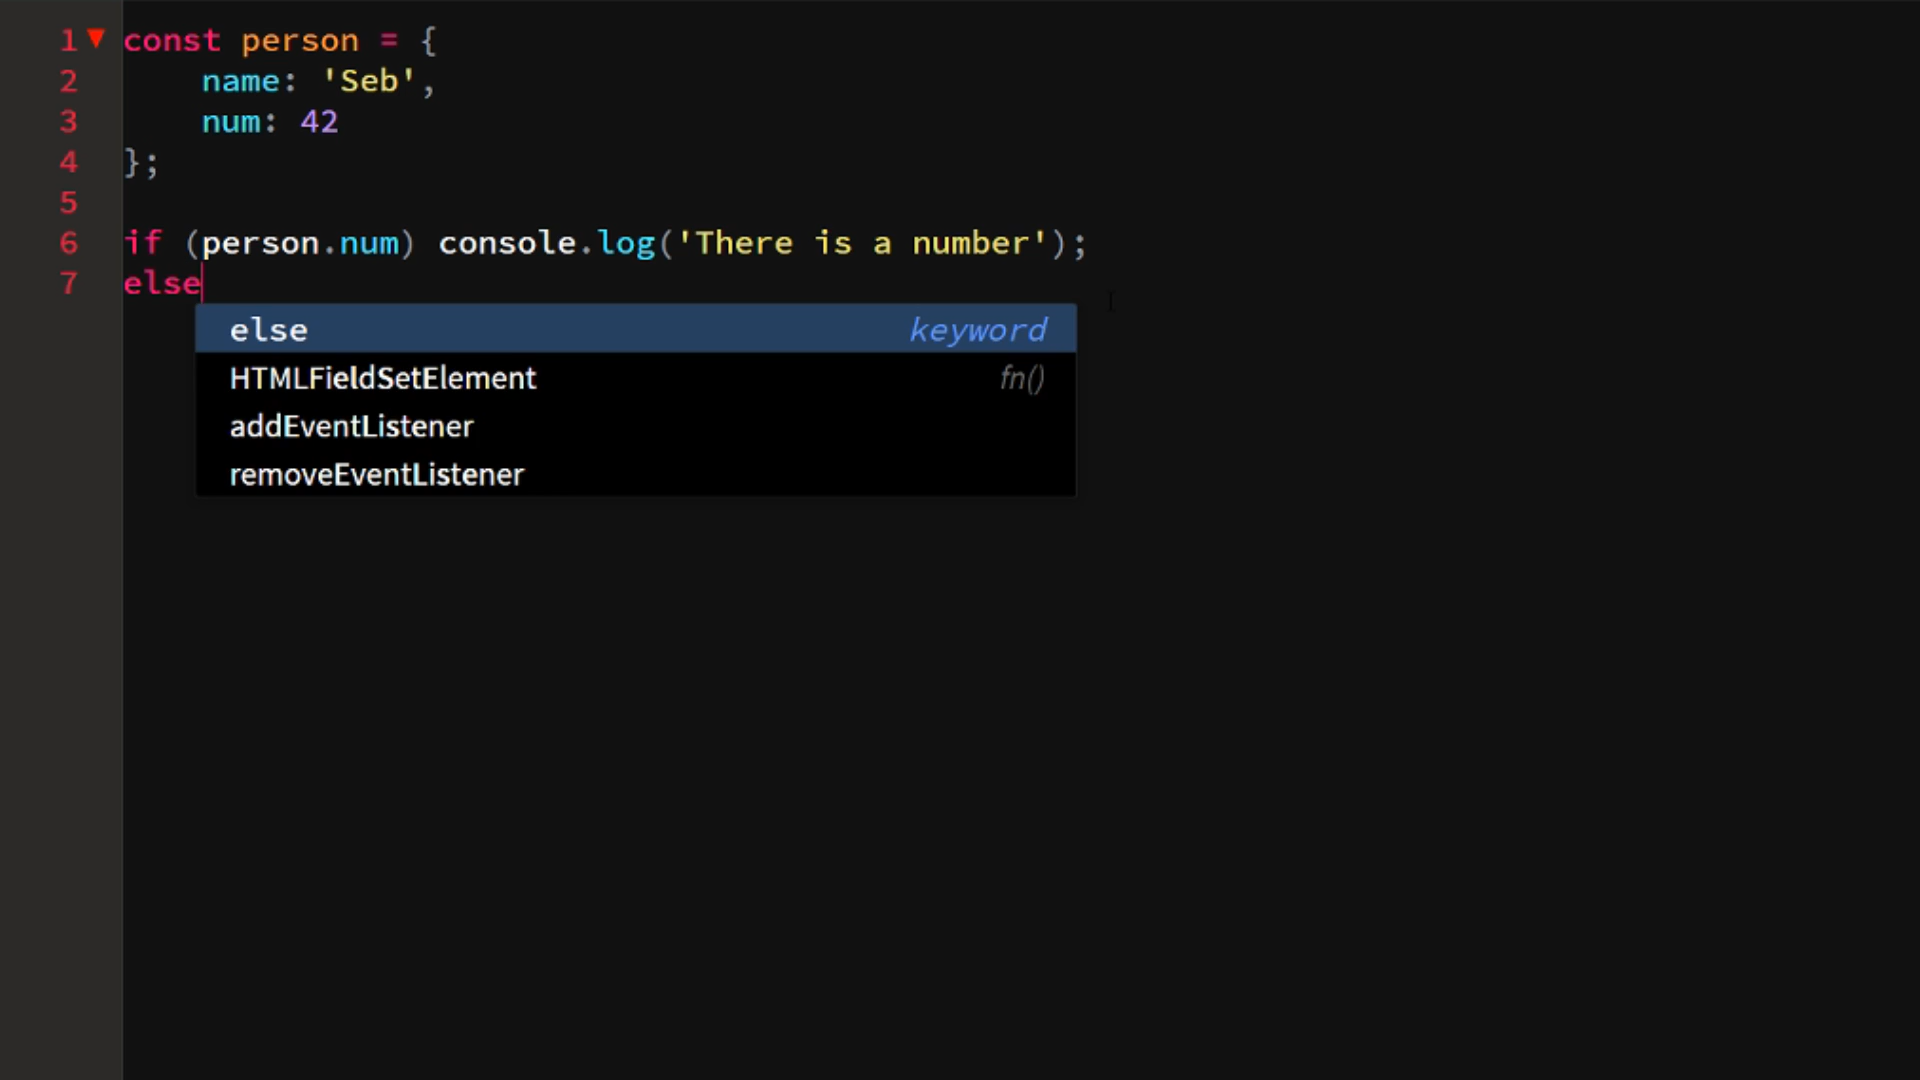 1 const person = {
2     name: 'Seb',
3     num: 42
4 };
5
6 if (person.num) console.log('There is a number');
7 else
else keyword
HTMLFieldSetElement fn()
addEventListener
removeEventListener